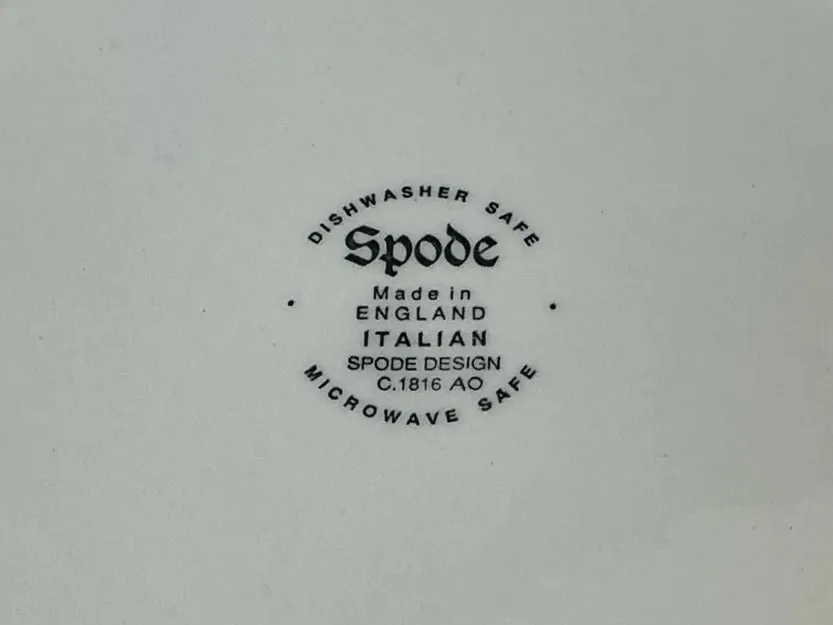 DISHWASHER SAFE
Spode
Made in
ENGLAND
ITALIAN
SPODE DESIGN
C.1816 AO
MICROWAVE SAFE